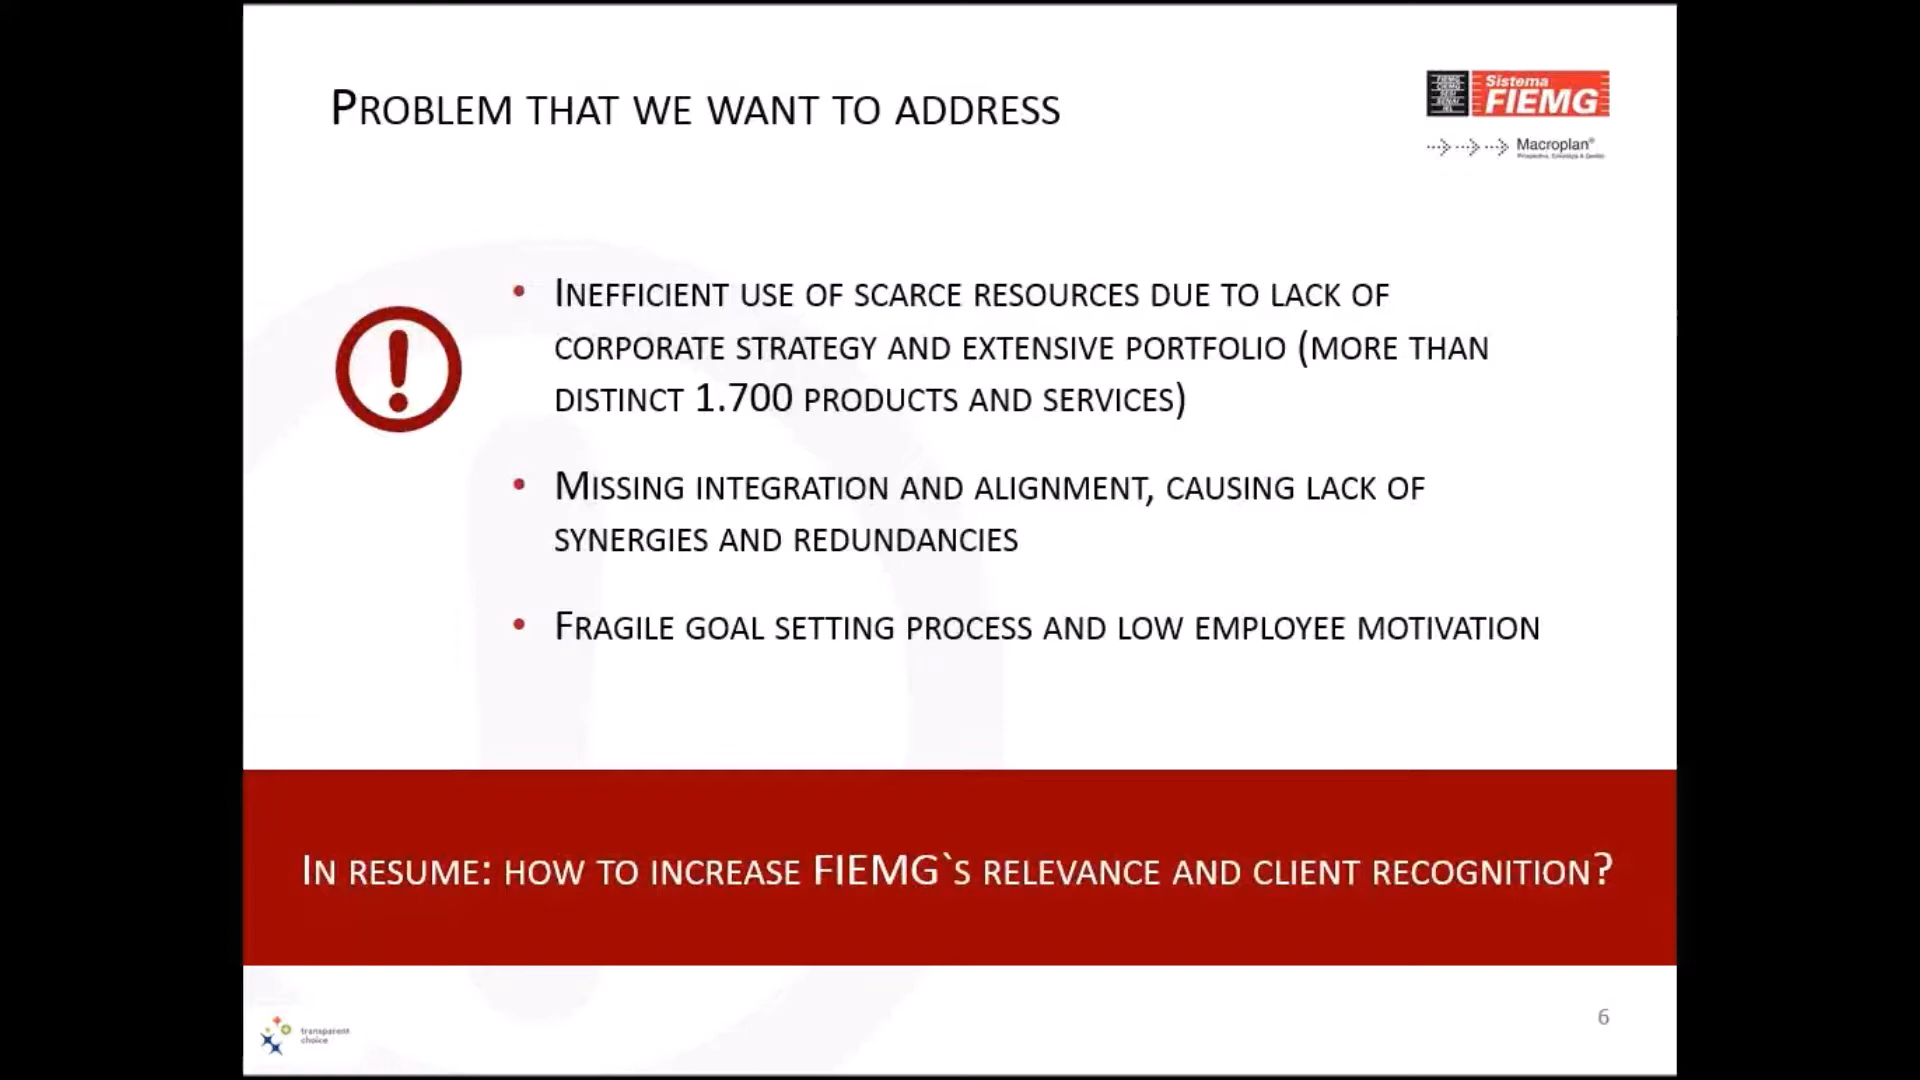 PROBLEM THAT WE WANT TO ADDRESS
Sistema
FIEMG
Macroplan®
• INEFFICIENT USE OF SCARCE RESOURCES DUE TO LACK OF
CORPORATE STRATEGY AND EXTENSIVE PORTFOLIO (MORE THAN
DISTINCT 1.700 PRODUCTS AND SERVICES)
• MISSING INTEGRATION AND ALIGNMENT, CAUSING LACK OF
SYNERGIES AND REDUNDANCIES
• FRAGILE GOAL SETTING PROCESS AND LOW EMPLOYEE MOTIVATION
IN RESUME: HOW TO INCREASE FIEMG`S RELEVANCE AND CLIENT RECOGNITION?
transparent
choice
6